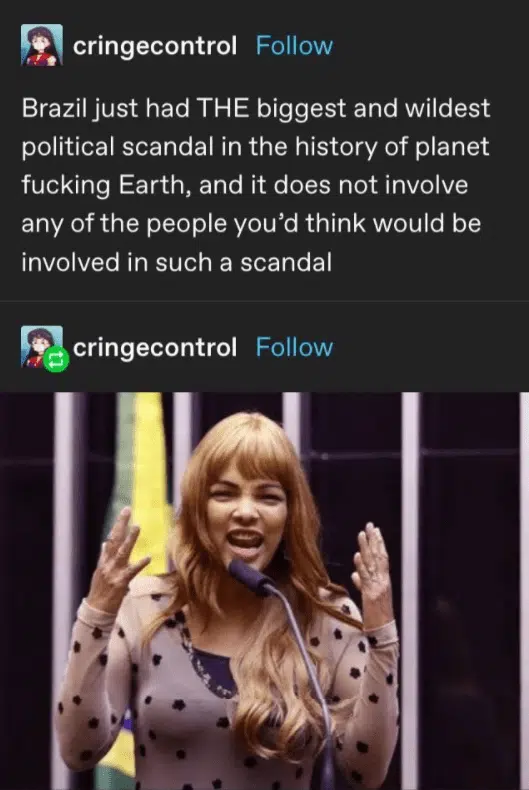 cringecontrol Follow
Brazil just had THE biggest and wildest
political scandal in the history of planet
fucking Earth, and it does not involve
any of the people you’d think would be
involved in such a scandal
cringecontrol Follow